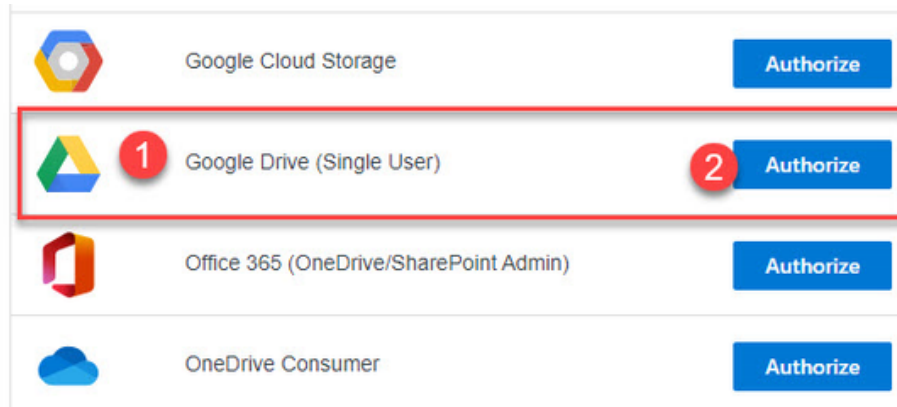 Google Cloud Storage Authorize
1 Google Drive (Single User) 2 Authorize
Office 365 (OneDrive/SharePoint Admin) Authorize
OneDrive Consumer Authorize